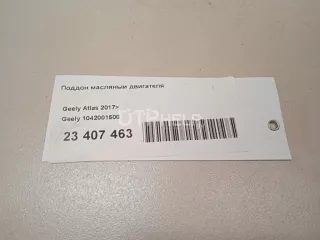 Поддон масляный двигателя
Geely Atlas 2017>
Geely 1042001600
23 407 463